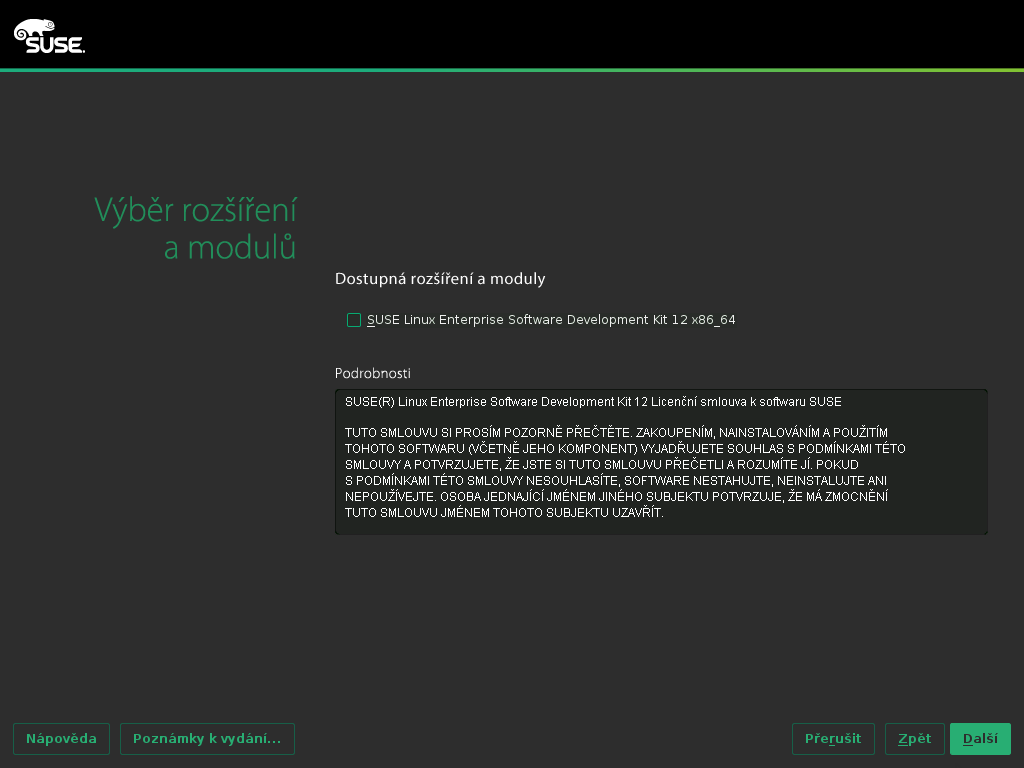 SUSE.
Výběr rozšíření
a modulů
Dostupná rozšíření a moduly
SUSE Linux Enterprise Software Development Kit 12 x86_64
Podrobnosti
SUSE(R) Linux Enterprise Software Development Kit 12 Licenční smlouva k softwaru SUSE
TUTO SMLOUVU SI PROSÍM POZORNĚ PŘEČTĚTE. ZAKOUPENÍM, NAINSTALOVÁNÍM A POUŽITÍM
TOHOTO SOFTWARU (VČETNĚ JEHO KOMPONENT) VYJADŘUJETE SOUHLAS S PODMÍNKAMI TÉTO
SMLOUVY A POTVRZUJETE, ŽE JSTE SI TUTO SMLOUVU PŘEČETLI A ROZUMÍTE JÍ. POKUD
S PODMÍNKAMI TÉTO SMLOUVY NESOUHLASÍTE, SOFTWARE NESTAHUJTE, NEINSTALUJTE ANI
NEPOUŽÍVEJTE. OSOBA JEDNAJÍCÍ JMÉNEM JINÉHO SUBJEKTU POTVRZUJE, ŽE MÁ ZMOCNĚNÍ
TUTO SMLOUVU JMÉNEM TOHOTO SUBJEKTU UZAVŘÍT.
Nápověda Poznámky k vydání... Přerušit Zpět Další